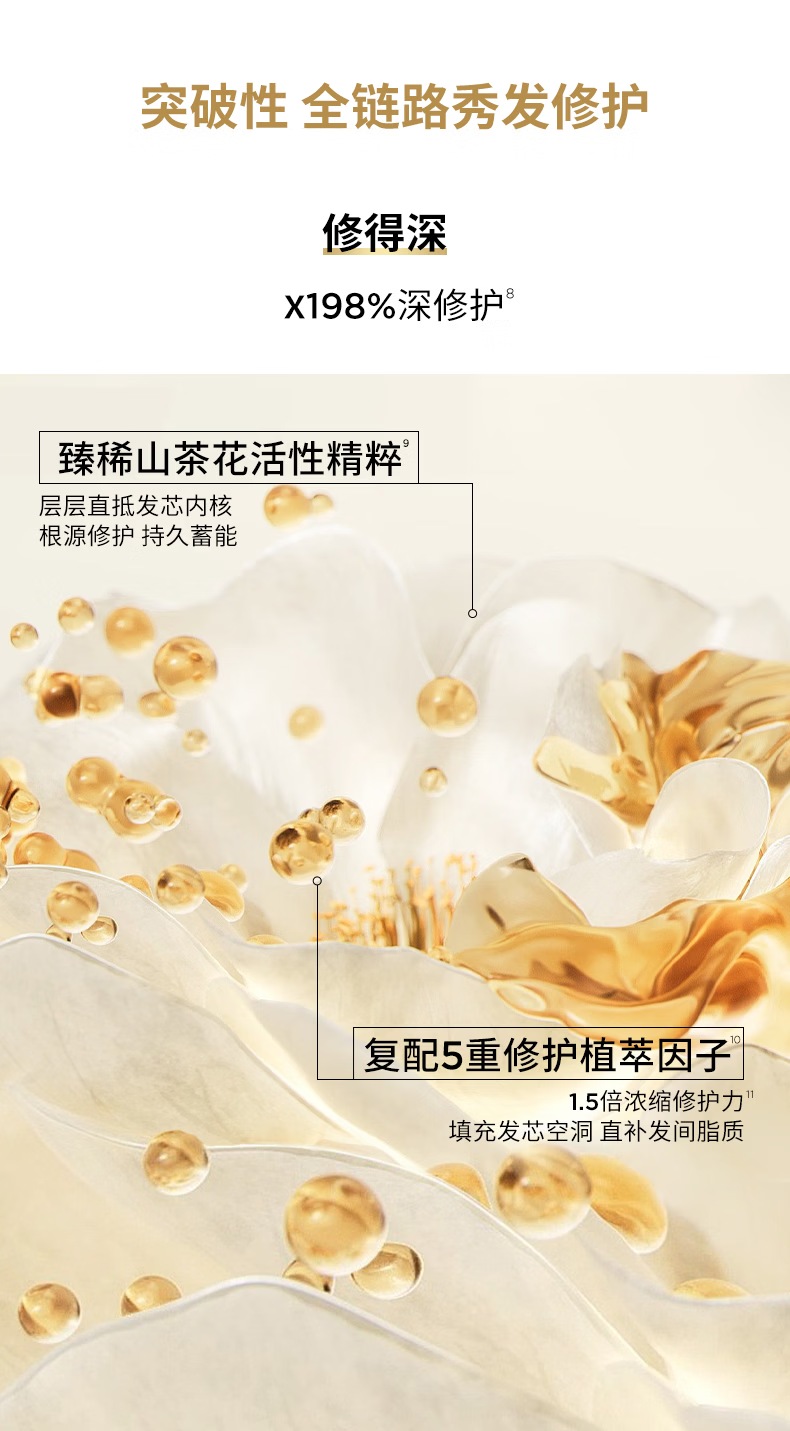 突破性 全链路秀发修护
修得深
X198%深修护8
臻稀山茶花活性精粹9
层层直抵发芯内核
根源修护 持久蓄能
复配5重修护植萃因子10
1.5倍浓缩修护力11
填充发芯空洞 直补发间脂质